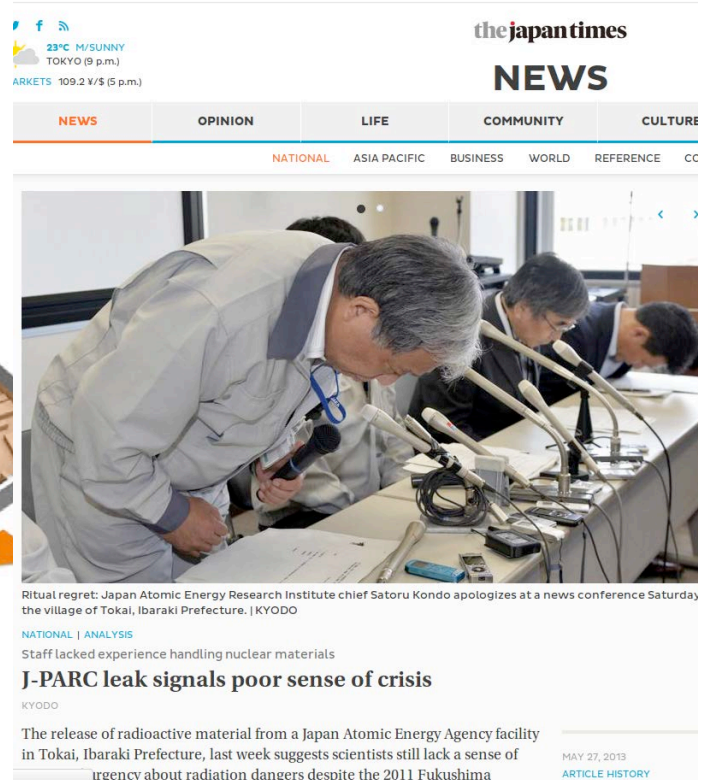 23°C M/SUNNY
TOKYO (9 p.m.)
ARKETS 109.2 ¥/$ (5 p.m.)
the japan times
NEWS
NEWS OPINION LIFE COMMUNITY CULTURE
NATIONAL ASIA PACIFIC BUSINESS WORLD REFERENCE
Ritual regret: Japan Atomic Energy Research Institute chief Satoru Kondo apologizes at a news conference Saturday
the village of Tokai, Ibaraki Prefecture. | KYODO
NATIONAL | ANALYSIS
Staff lacked experience handling nuclear materials
J-PARC leak signals poor sense of crisis
KYODO
The release of radioactive material from a Japan Atomic Energy Agency facility
in Tokai, Ibaraki Prefecture, last week suggests scientists still lack a sense of
urgency about radiation dangers despite the 2011 Fukushima
MAY 27, 2013
ARTICLE HISTORY